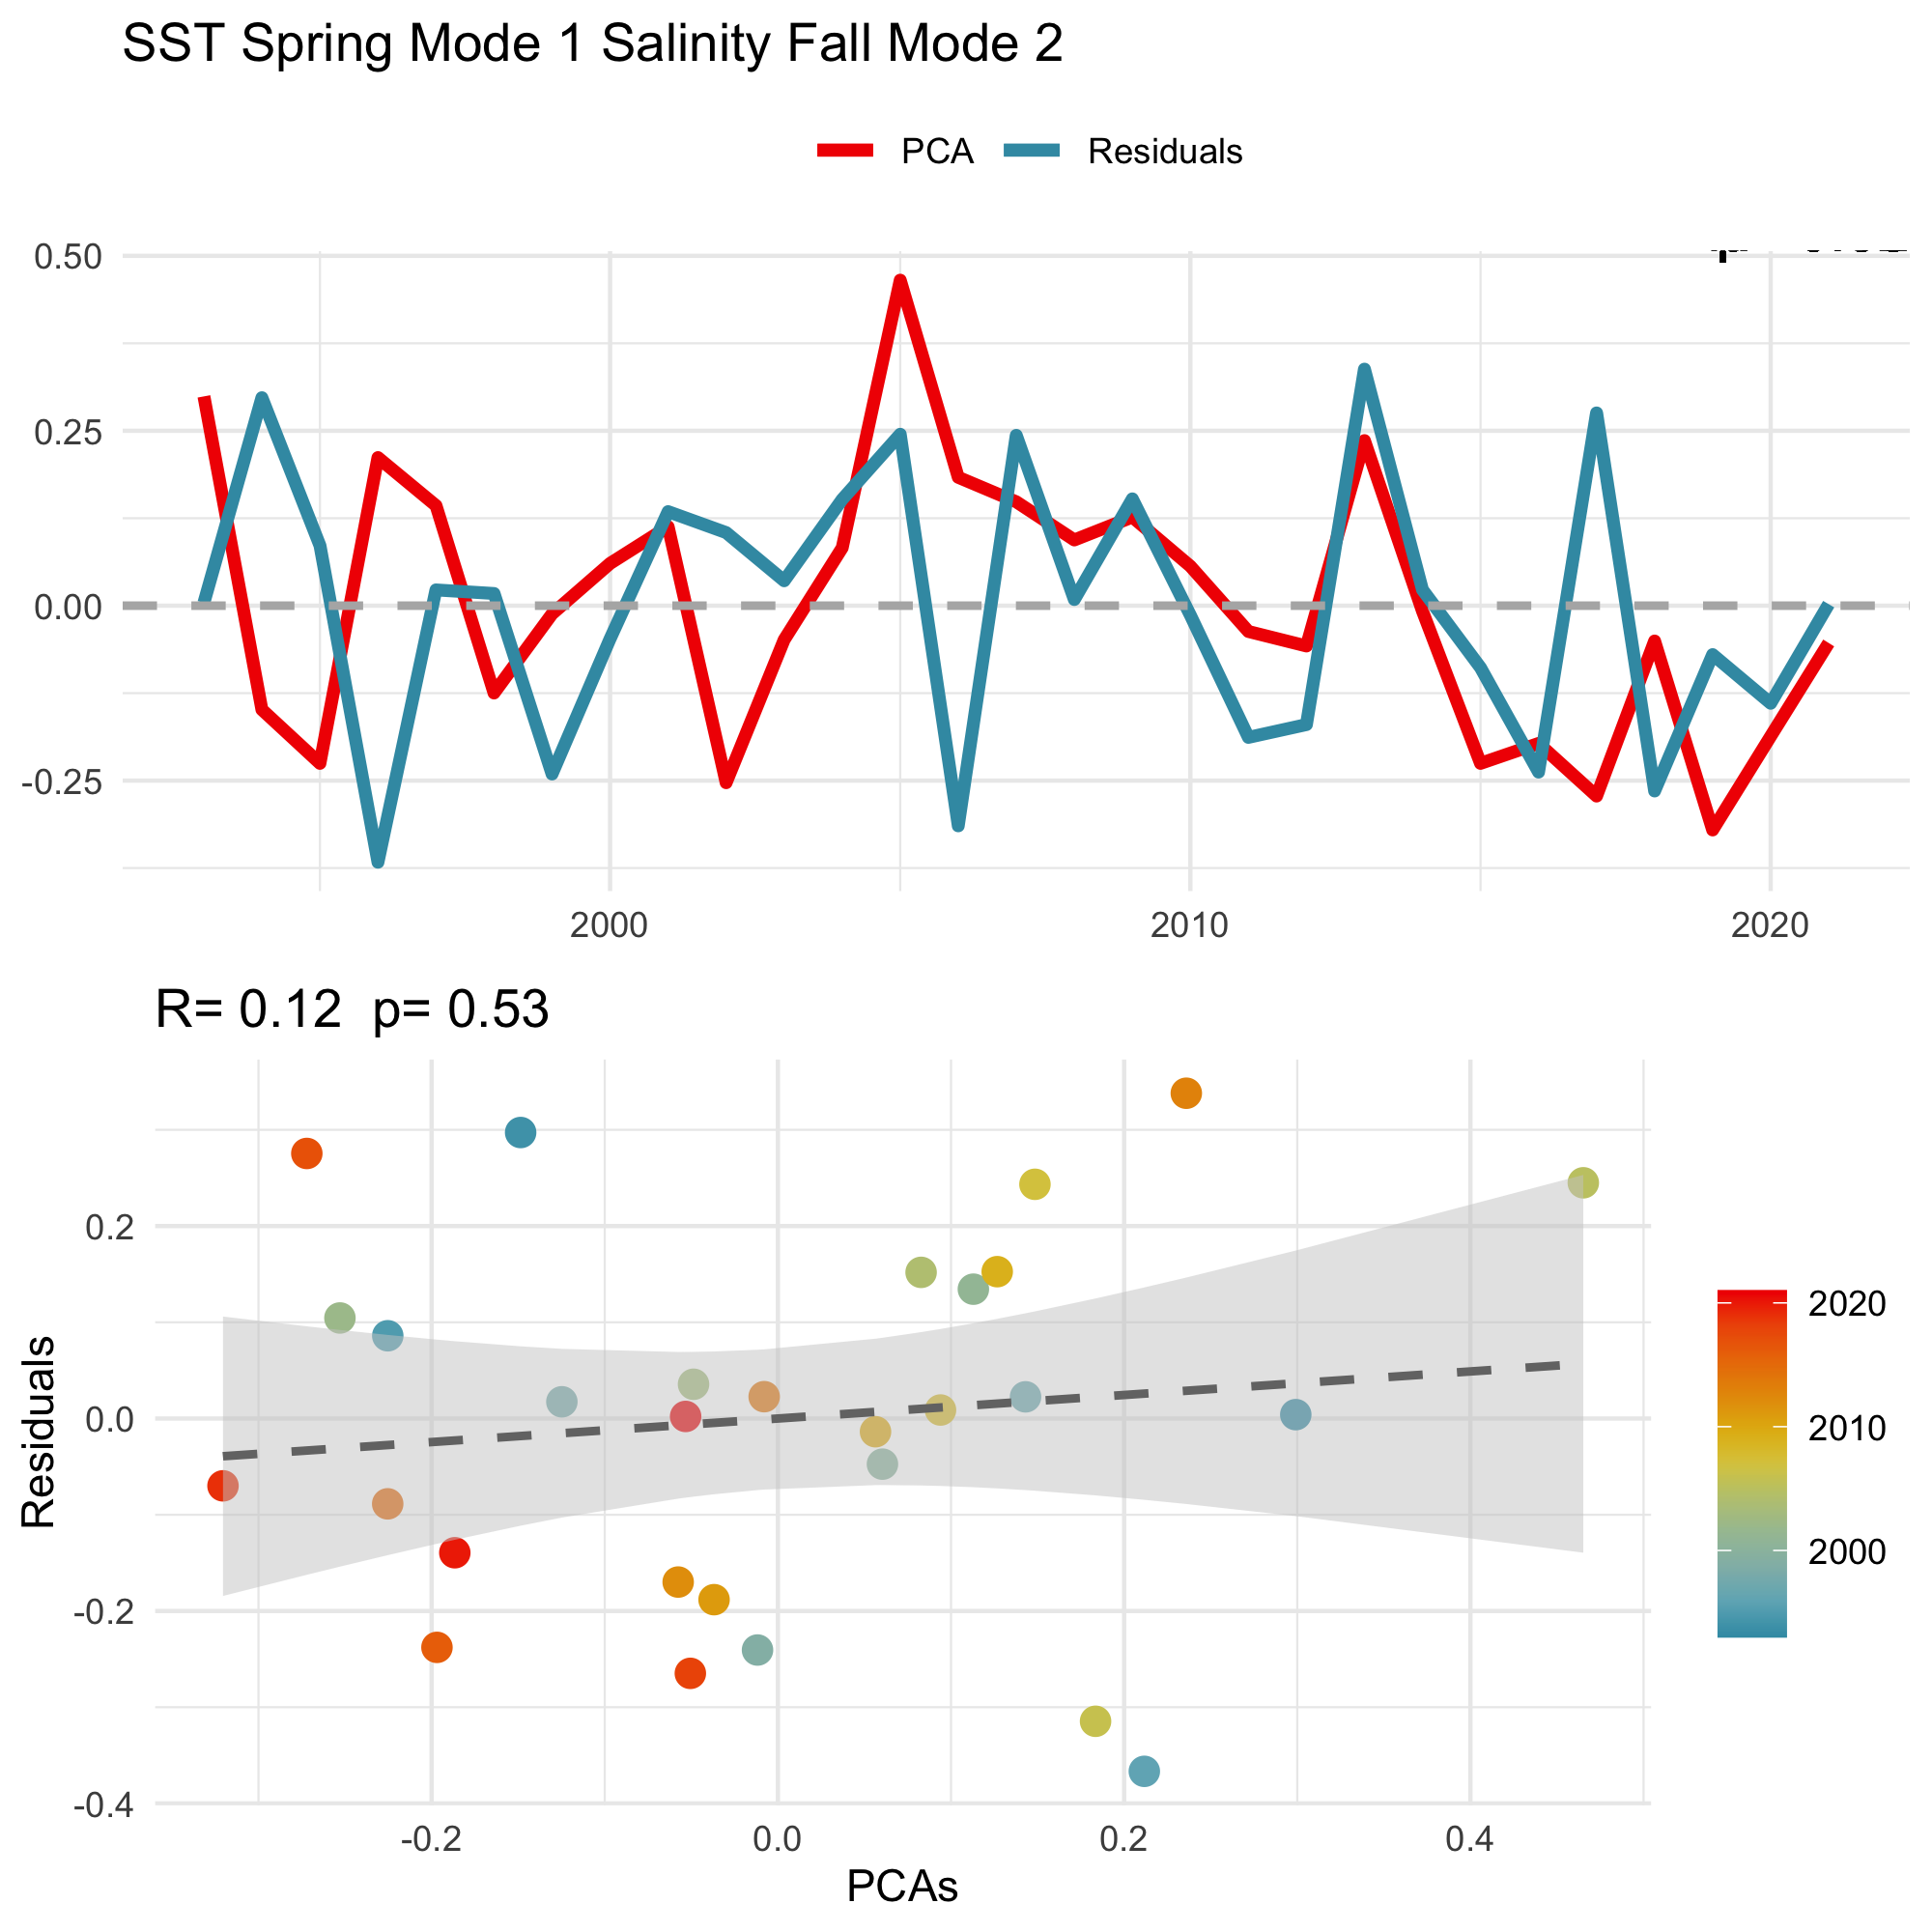 SST Spring Mode 1 Salinity Fall Mode 2
PCA Residuals
0.50
0.25
0.00
-0.25
2000 2010 2020
R= 0.12 p= 0.53
Residuals
0.2
0.0
-0.2
-0.4
-0.2 0.0 0.2 0.4
PCAs
2020
2010
2000